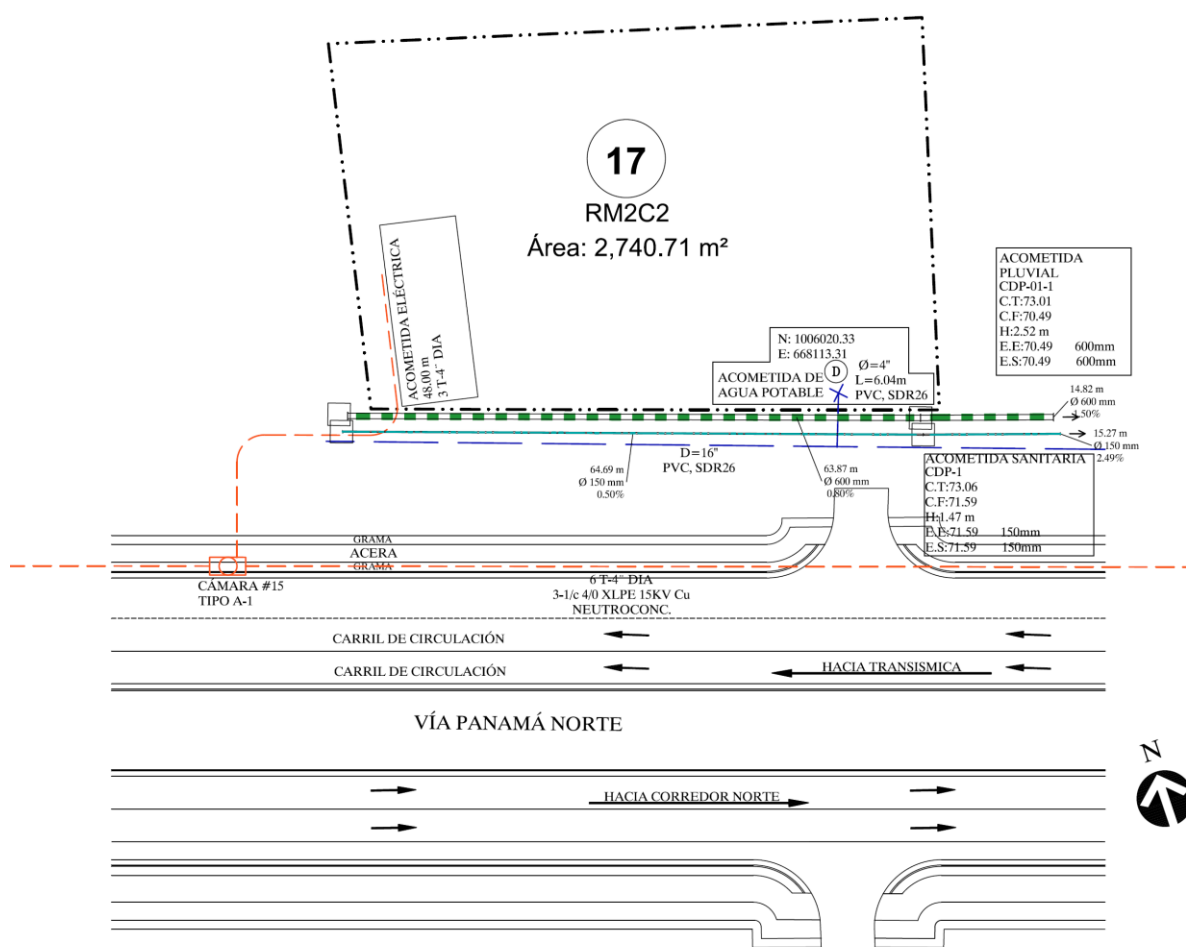 17
RM2C2
Área: 2,740.71 m²
ACOMETIDA ELÉCTRICA
48.00 m
3 T-4" DIA
ACOMETIDA
PLUVIAL
CDP-01-1
C.T:73.01
C.F:70.49
H:2.52 m
E.E:70.49 600mm
E.S:70.49 600mm
N: 1006020.33
E: 668113.31
ACOMETIDA DE
AGUA POTABLE
D
Ø=4"
L=6.04m
PVC, SDR26
14.82 m
Ø 600 mm
1.50%
15.27 m
Ø 150 mm
2.49%
D=16"
PVC, SDR26
64.69 m
Ø 150 mm
0.50%
63.87 m
Ø 600 mm
0.80%
ACOMETIDA SANITARIA
CDP-1
C.T:73.06
C.F:71.59
H:1.47 m
E.E:71.59 150mm
E.S:71.59 150mm
GRAMA
ACERA
GRAMA
CÁMARA #15
TIPO A-1
6 T-4" DIA
3-1/c 4/0 XLPE 15KV Cu
NEUTROCONC.
CARRIL DE CIRCULACIÓN
CARRIL DE CIRCULACIÓN
HACIA TRANSISMICA
VÍA PANAMÁ NORTE
N
HACIA CORREDOR NORTE